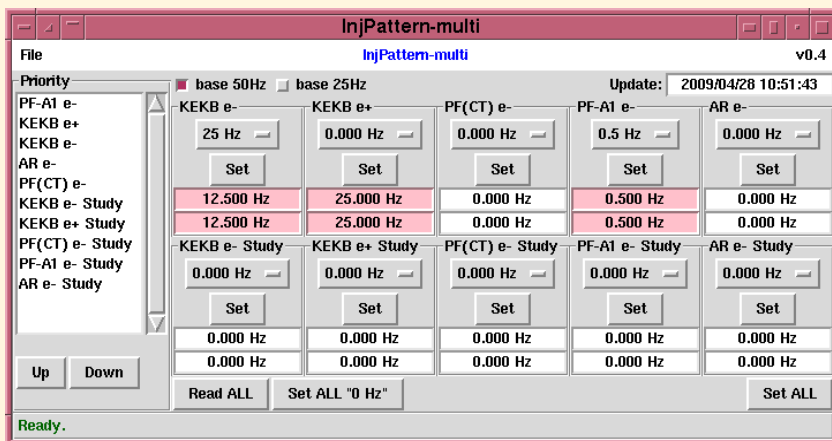 InjPattern-multi
File InjPattern-multi v0.4
Priority
PF-A1 e-
KEKB e+
KEKB e-
AR e-
PF(CT) e-
KEKB e- Study
KEKB e+ Study
PF(CT) e- Study
PF-A1 e- Study
AR e- Study
Up Down
base 50Hz base 25Hz Update: 2009/04/28 10:51:43
KEKB e- KEKB e+ PF(CT) e- PF-A1 e- AR e-
25 Hz 0.000 Hz 0.000 Hz 0.5 Hz 0.000 Hz
Set Set Set Set Set
12.500 Hz 25.000 Hz 0.000 Hz 0.500 Hz 0.000 Hz
12.500 Hz 25.000 Hz 0.000 Hz 0.500 Hz 0.000 Hz
KEKB e- Study KEKB e+ Study PF(CT) e- Study PF-A1 e- Study AR e- Study
0.000 Hz 0.000 Hz 0.000 Hz 0.000 Hz 0.000 Hz
Set Set Set Set Set
0.000 Hz 0.000 Hz 0.000 Hz 0.000 Hz 0.000 Hz
0.000 Hz 0.000 Hz 0.000 Hz 0.000 Hz 0.000 Hz
Read ALL Set ALL "0 Hz" Set ALL
Ready.